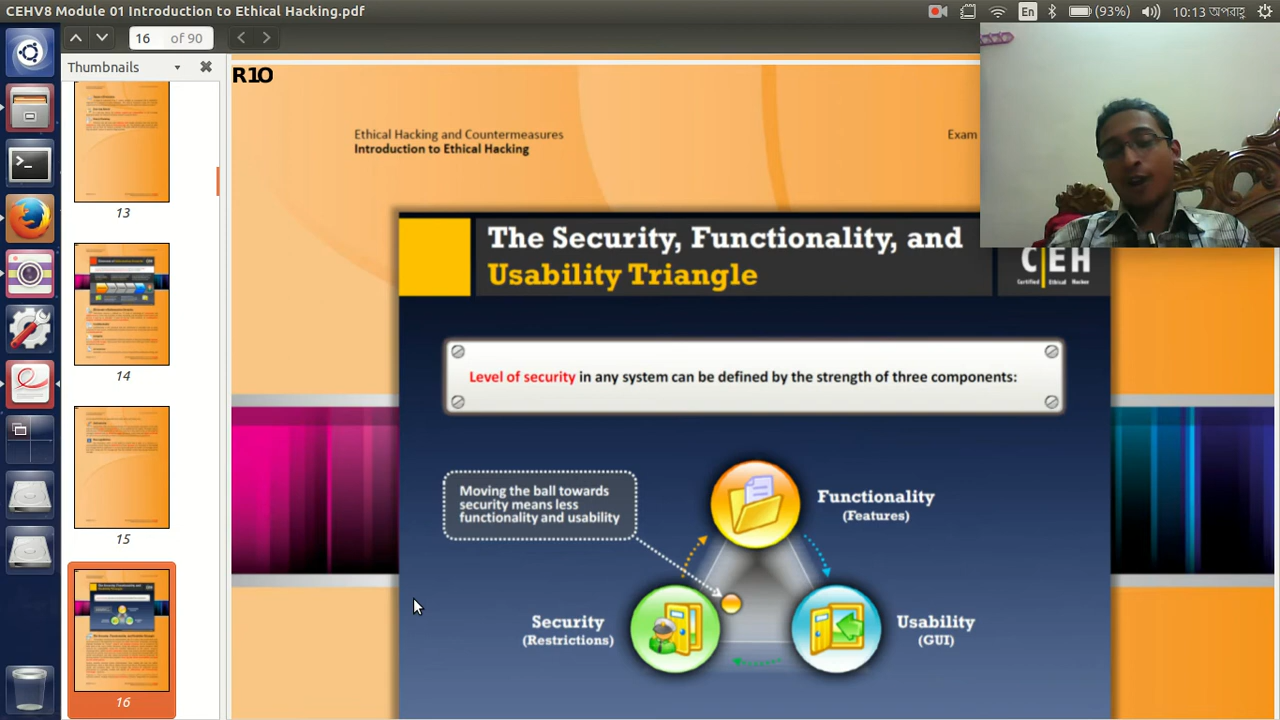 CEHV8 Module 01 Introduction to Ethical Hacking.pdf
En
(93%)
10:13 অপরাহ্ণ
16 of 90
Thumbnails
13
14
15
16
R10
Ethical Hacking and Countermeasures
Introduction to Ethical Hacking
Exam
The Security, Functionality, and
Usability Triangle
CEH
Certified Ethical Hacker
Level of security in any system can be defined by the strength of three components:
Moving the ball towards
security means less
functionality and usability
Functionality
(Features)
Security
(Restrictions)
Usability
(GUI)